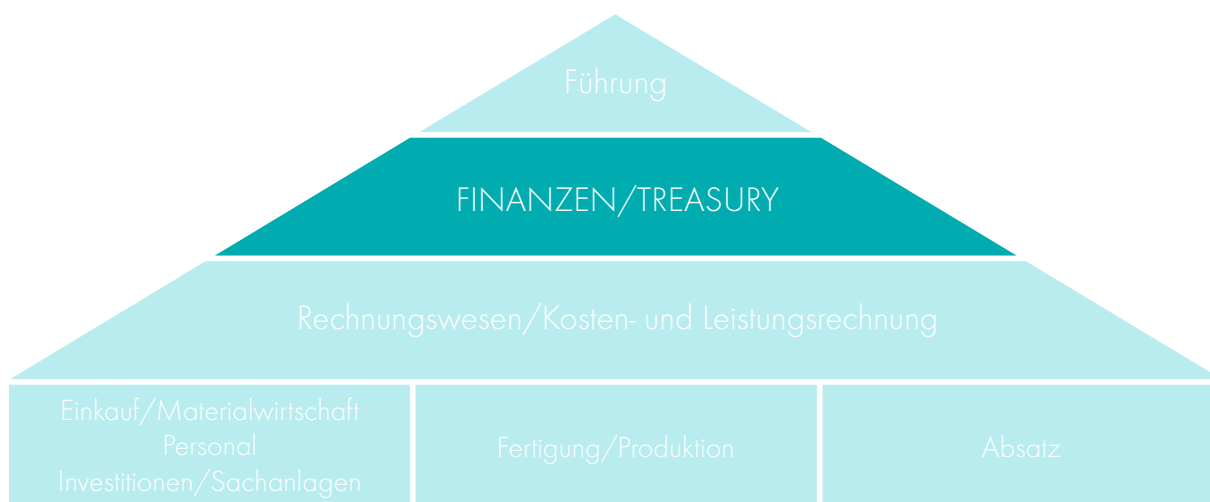 Führung
FINANZEN/TREASURY
Rechnungswesen/Kosten- und Leistungsrechnung
Einkauf/Materialwirtschaft
Personal
Investitionen/Sachanlagen
Fertigung/Produktion
Absatz